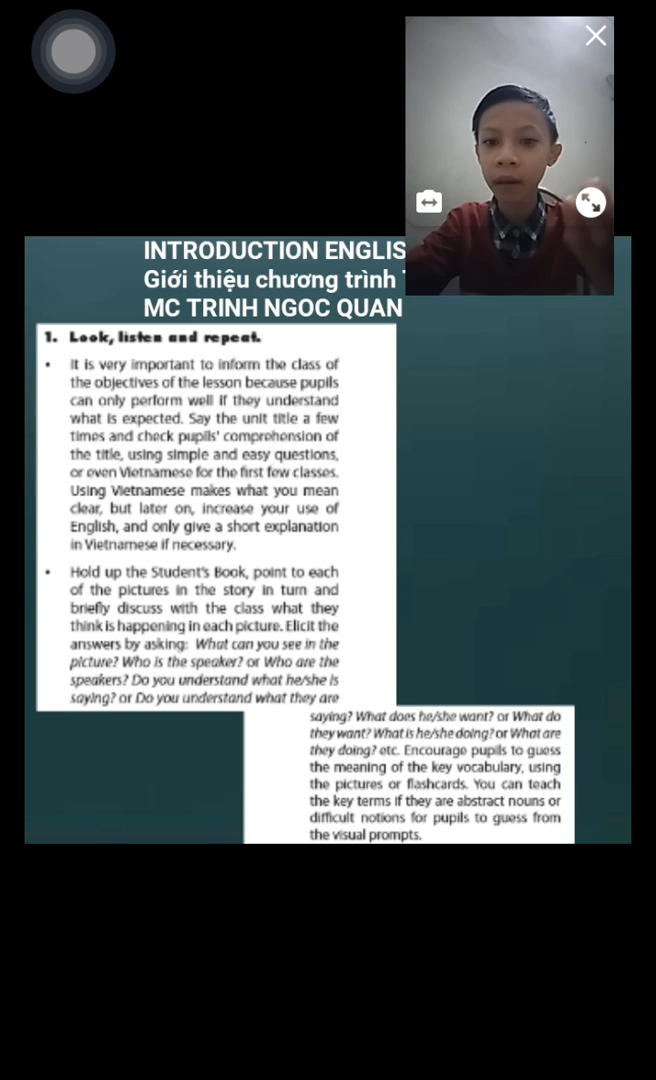 INTRODUCTION ENGLIS
Giới thiệu chương trình
MC TRINH NGOC QUAN
1. Look, listen and repeat.
• It is very important to inform the class of
the objectives of the lesson because pupils
can only perform well if they understand
what is expected. Say the unit title a few
times and check pupils' comprehension of
the title, using simple and easy questions,
or even Vietnamese for the first few classes.
Using Vietnamese makes what you mean
clear, but later on, increase your use of
English, and only give a short explanation
in Vietnamese if necessary.
• Hold up the Student's Book, point to each
of the pictures in the story in turn and
briefly discuss with the class what they
think is happening in each picture. Elicit the
answers by asking: What can you see in the
picture? Who is the speaker? or Who are the
speakers? Do you understand what he/she is
saying? or Do you understand what they are
saying? What does he/she want? or What do
they want? What is he/she doing? or What are
they doing? etc. Encourage pupils to guess
the meaning of the key vocabulary, using
the pictures or flashcards. You can teach
the key terms if they are abstract nouns or
difficult notions for pupils to guess from
the visual prompts.